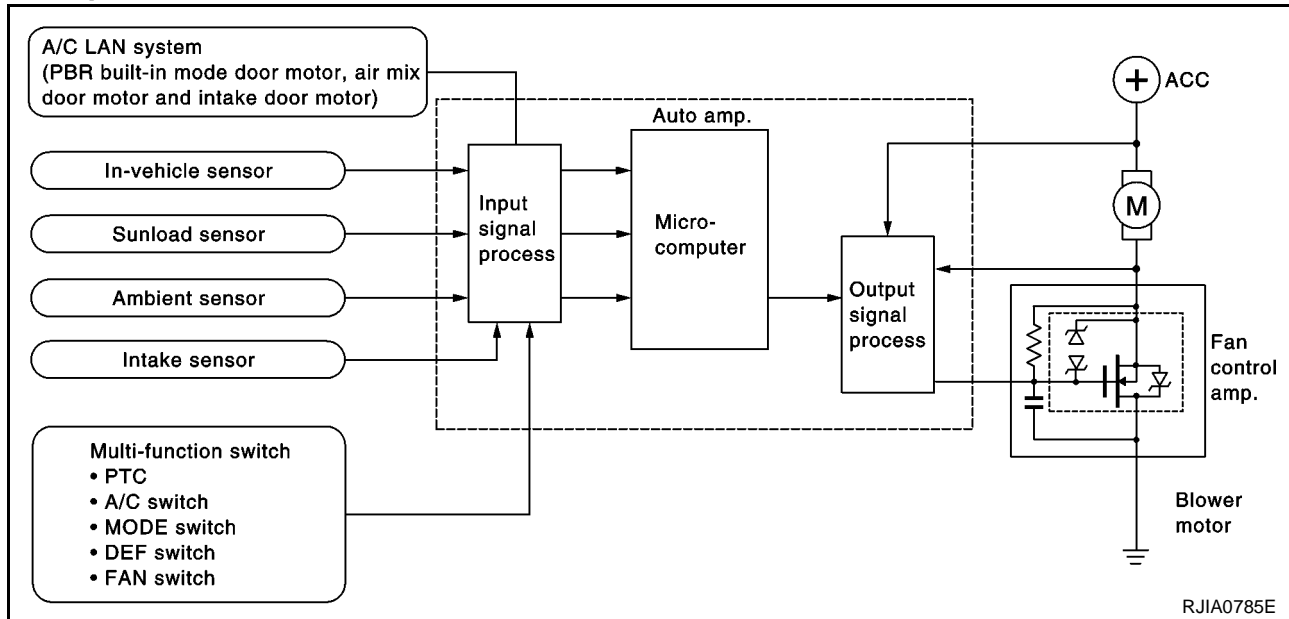 A/C LAN system
(PBR built-in mode door motor, air mix
door motor and intake door motor)
In-vehicle sensor
Sunload sensor
Ambient sensor
Intake sensor
Multi-function switch
• PTC
• A/C switch
• MODE switch
• DEF switch
• FAN switch
Auto amp.
Input
signal
process
Micro-
computer
Output
signal
process
+
ACC
M
Fan
control
amp.
Blower
motor
RJIA0785E